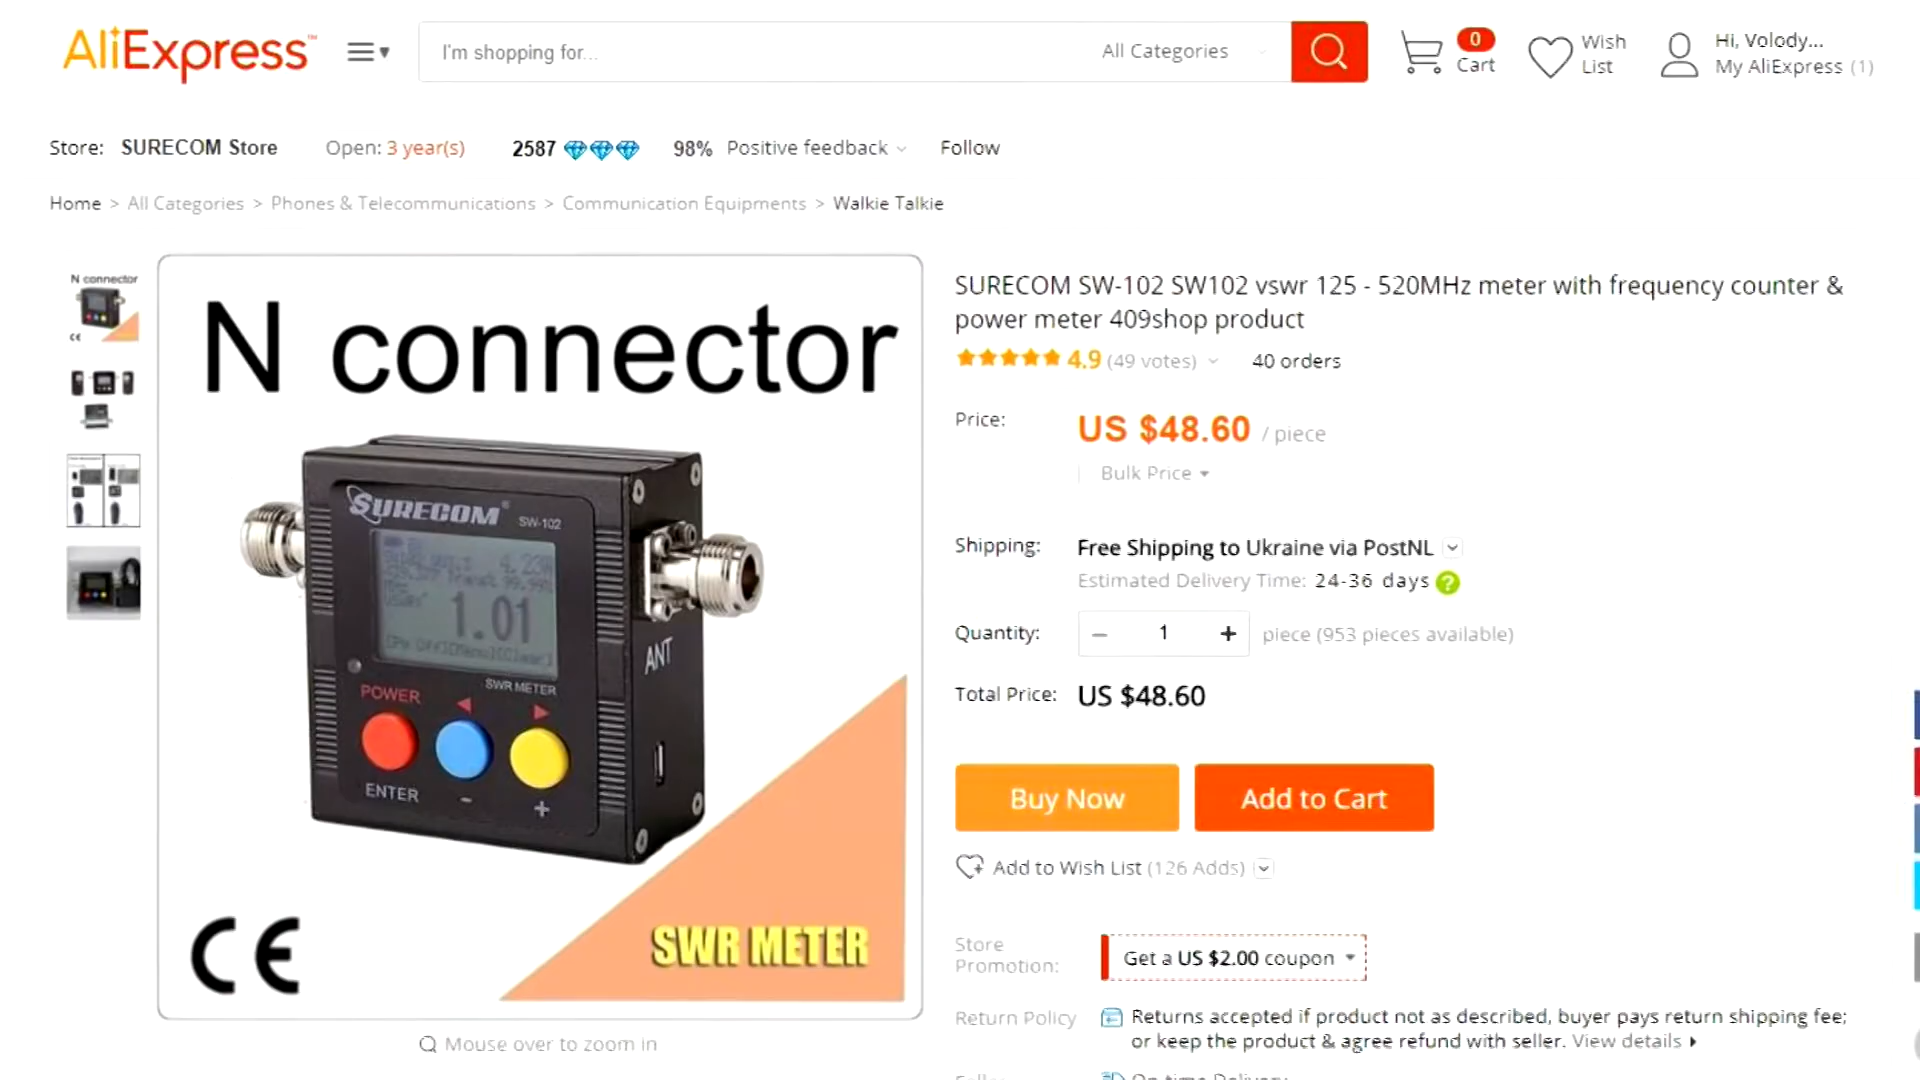 AliExpress™
I'm shopping for...
All Categories
0
Cart
Wish
List
Hi, Volody...
My AliExpress (1)
Store: SURECOM Store Open: 3 year(s) 2587 98% Positive feedback Follow
Home > All Categories > Phones & Telecommunications > Communication Equipments > Walkie Talkie
N connector
N connector
SURECOM® SW-102
4.23W
99.99%
1.01
SWR METER
POWER
ENTER
- +
ANT
CE
SWR METER
Mouse over to zoom in
SURECOM SW-102 SW102 vswr 125 - 520MHz meter with frequency counter &
power meter 409shop product
4.9 (49 votes) 40 orders
Price: US $48.60 / piece
Bulk Price
Shipping: Free Shipping to Ukraine via PostNL
Estimated Delivery Time: 24-36 days ?
Quantity: − 1 + piece (953 pieces available)
Total Price: US $48.60
Buy Now Add to Cart
Add to Wish List (126 Adds)
Store
Promotion:
Get a US $2.00 coupon
Return Policy
Returns accepted if product not as described, buyer pays return shipping fee;
or keep the product & agree refund with seller. View details